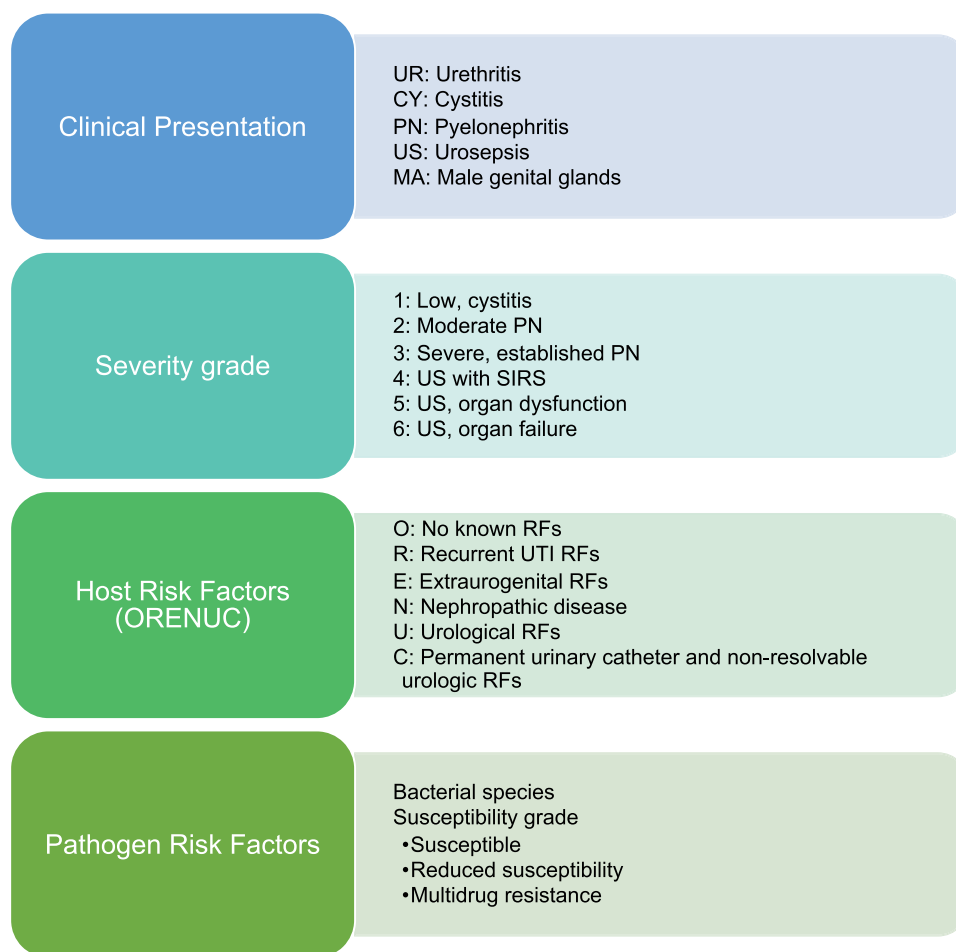 Clinical Presentation
UR: Urethritis
CY: Cystitis
PN: Pyelonephritis
US: Urosepsis
MA: Male genital glands
Severity grade
1: Low, cystitis
2: Moderate PN
3: Severe, established PN
4: US with SIRS
5: US, organ dysfunction
6: US, organ failure
Host Risk Factors
(ORENUC)
O: No known RFs
R: Recurrent UTI RFs
E: Extraurogenital RFs
N: Nephropathic disease
U: Urological RFs
C: Permanent urinary catheter and non-resolvable
urologic RFs
Pathogen Risk Factors
Bacterial species
Susceptibility grade
•Susceptible
•Reduced susceptibility
•Multidrug resistance